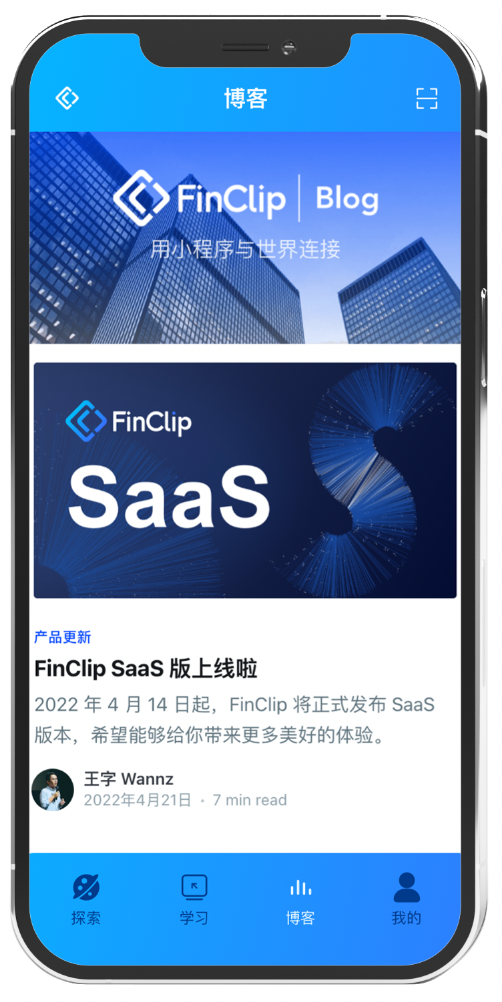 博客
FinClip | Blog
用小程序与世界连接
FinClip
SaaS
产品更新
FinClip SaaS 版上线啦
2022 年 4 月 14 日起，FinClip 将正式发布 SaaS
版本，希望能够给你带来更多美好的体验。
王字 Wannz
2022年4月21日 • 7 min read
探索
学习
博客
我的